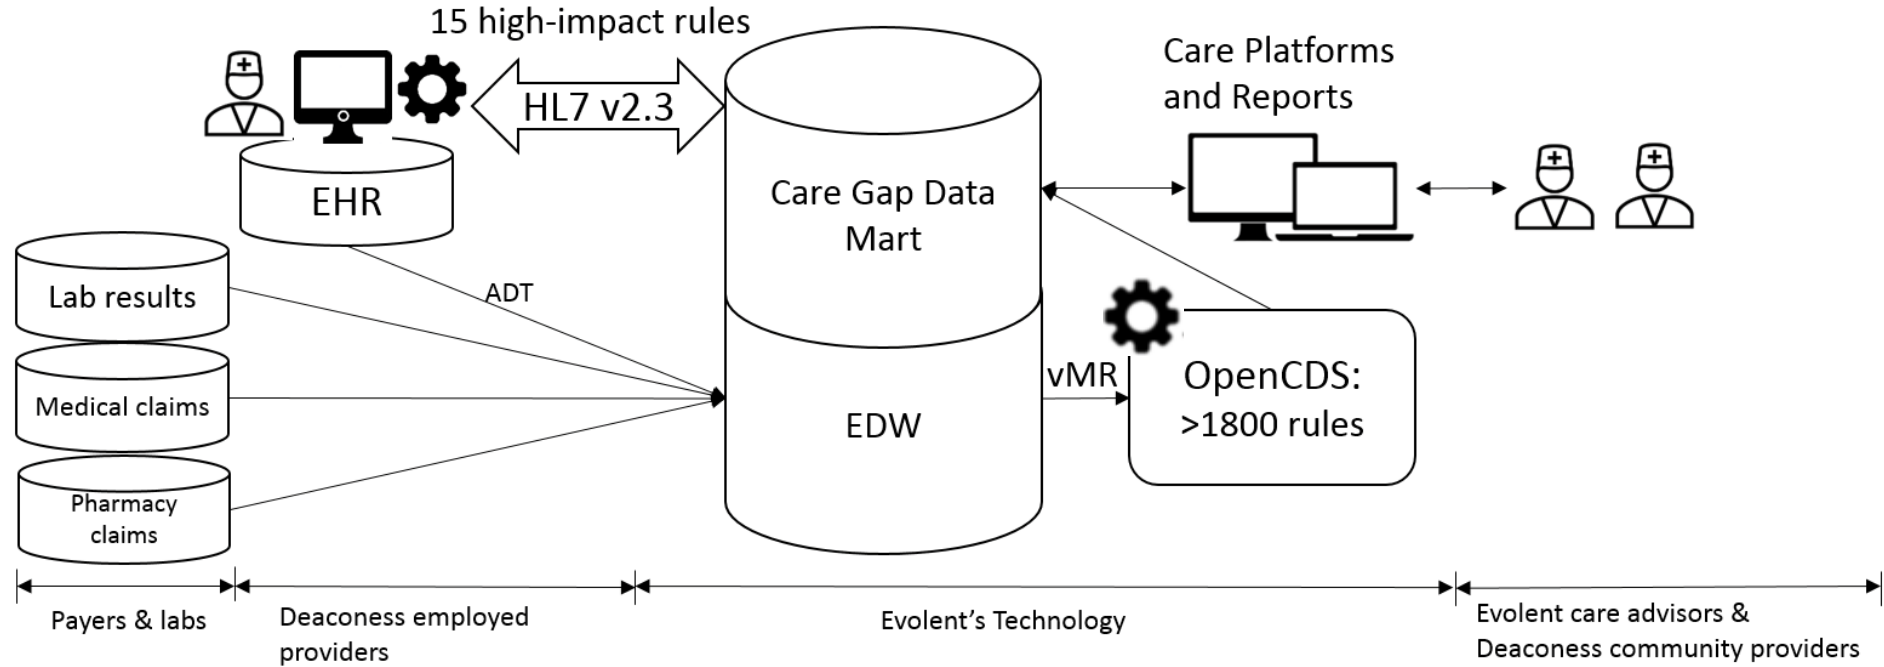 15 high-impact rules
HL7 v2.3
Care Platforms
and Reports
EHR
Care Gap Data
Mart
Lab results
ADT
Medical claims
Pharmacy
claims
EDW
vMR
OpenCDS:
>1800 rules
Payers & labs
Deaconess employed
providers
Evolent’s Technology
Evolent care advisors &
Deaconess community providers